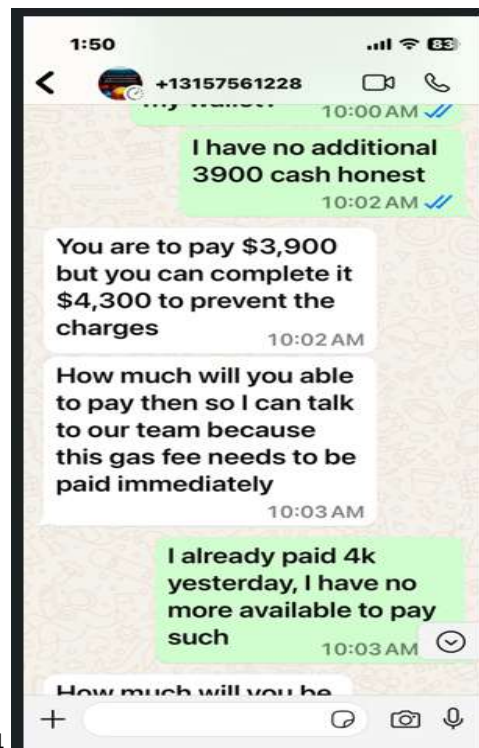 1:50
83
+13157561228
10:00 AM
I have no additional
3900 cash honest
10:02 AM
You are to pay $3,900
but you can complete it
$4,300 to prevent the
charges
10:02 AM
How much will you able
to pay then so I can talk
to our team because
this gas fee needs to be
paid immediately
10:03 AM
I already paid 4k
yesterday, I have no
more available to pay
such
10:03 AM
How much will you be